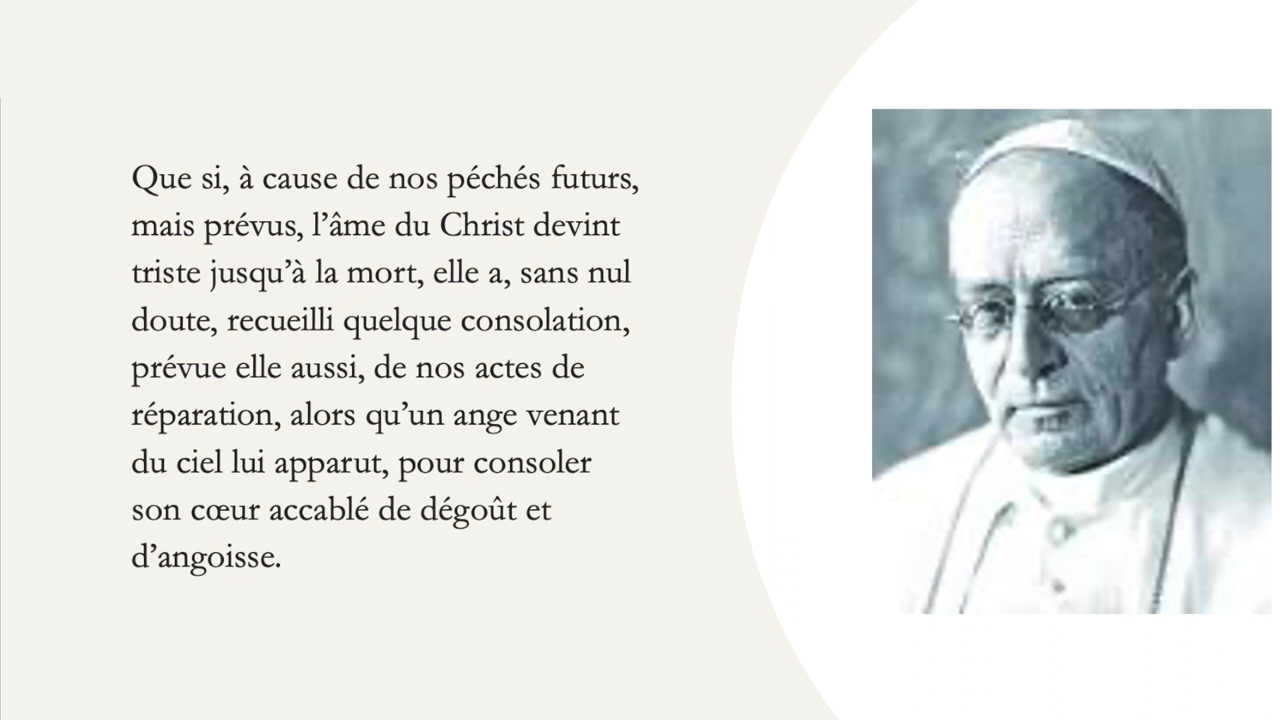 Que si, à cause de nos péchés futurs,
mais prévus, l’âme du Christ devint
triste jusqu’à la mort, elle a, sans nul
doute, recueilli quelque consolation,
prévue elle aussi, de nos actes de
réparation, alors qu’un ange venant
du ciel lui apparut, pour consoler
son cœur accablé de dégoût et
d’angoisse.